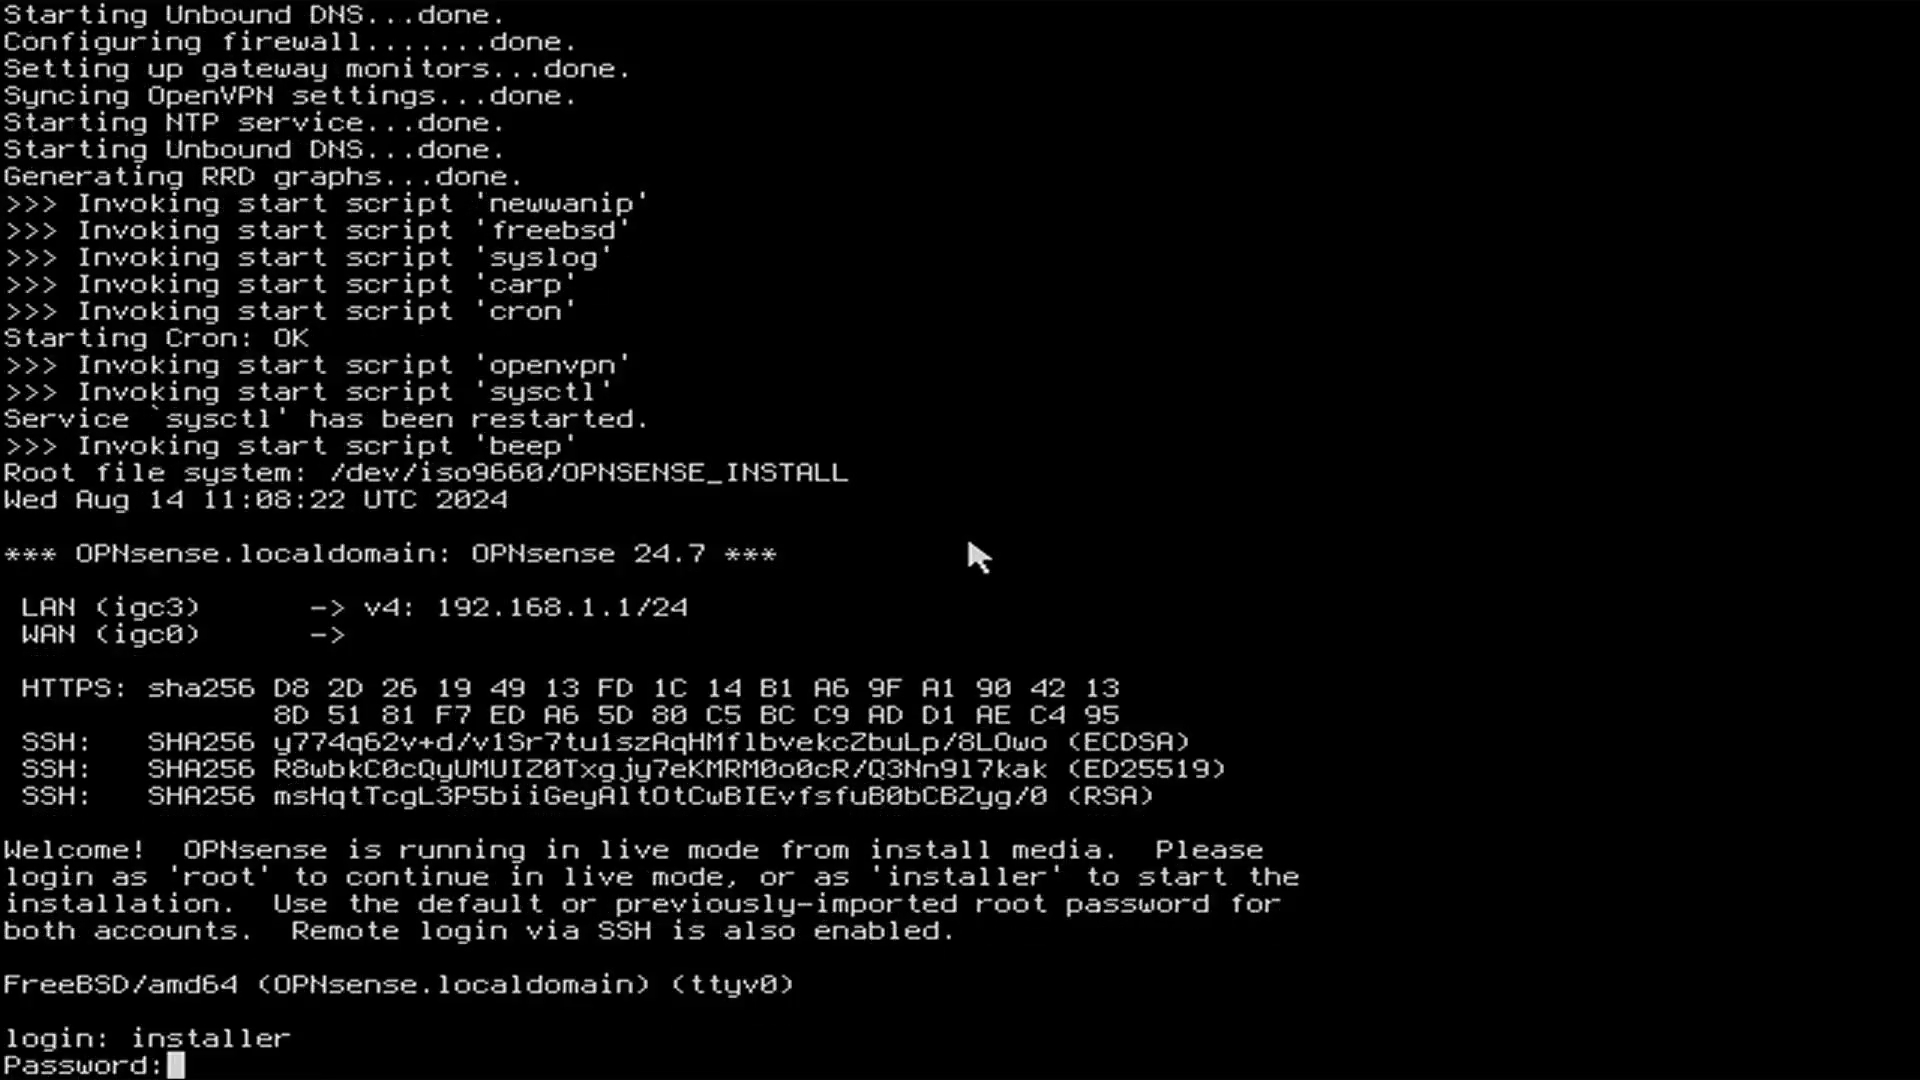 Starting Unbound DNS...done.
Configuring firewall.......done.
Setting up gateway monitors...done.
Syncing OpenVPN settings...done.
Starting NTP service...done.
Starting Unbound DNS...done.
Generating RRD graphs...done.
>>> Invoking start script 'newwanip'
>>> Invoking start script 'freebsd'
>>> Invoking start script 'syslog'
>>> Invoking start script 'carp'
>>> Invoking start script 'cron'
Starting Cron: OK
>>> Invoking start script 'openvpn'
>>> Invoking start script 'sysctl'
Service `sysctl' has been restarted.
>>> Invoking start script 'beep'
Root file system: /dev/iso9660/OPNSENSE_INSTALL
Wed Aug 14 11:08:22 UTC 2024
*** OPNsense.localdomain: OPNsense 24.7 ***
LAN (igc3) -> v4: 192.168.1.1/24
WAN (igc0) ->
HTTPS: sha256 D8 2D 26 19 49 13 FD 1C 14 B1 A6 9F A1 90 42 13
8D 51 81 F7 ED A6 5D 80 C5 BC C9 AD D1 AE C4 95
SSH: SHA256 y774q62v+d/v1Sr7tu1szAqHMflbvekcZbuLp/8LOwo (ECDSA)
SSH: SHA256 R8wbkC0cQyUMUIZ0Txgjy7eKMRM0o0cR/Q3Nn9l7kak (ED25519)
SSH: SHA256 msHqtTcgL3P5biiGeyAltOtCwBIEvfsfuB0bCBZyg/0 (RSA)
Welcome!  OPNsense is running in live mode from install media.  Please
login as 'root' to continue in live mode, or as 'installer' to start the
installation.  Use the default or previously-imported root password for
both accounts.  Remote login via SSH is also enabled.
FreeBSD/amd64 (OPNsense.localdomain) (ttyv0)
login: installer
Password: